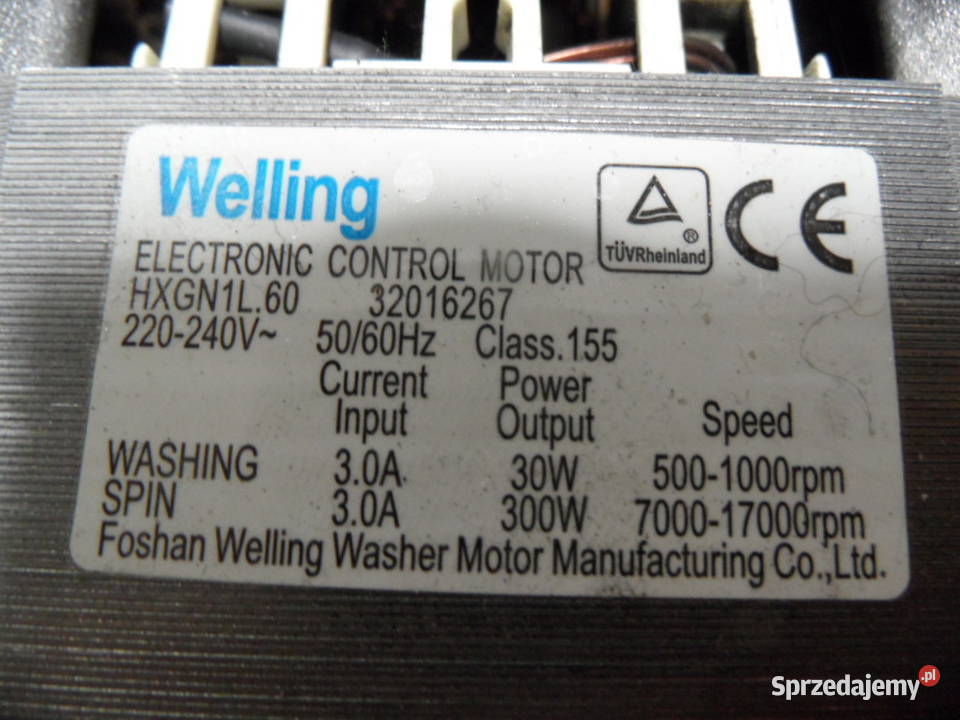 Welling
TÜVRheinland
®
CE
ELECTRONIC CONTROL MOTOR
HXGN1L.60 32016267
220-240V~ 50/60Hz Class.155
Current Power
Input Output Speed
WASHING 3.0A 30W 500-1000rpm
SPIN 3.0A 300W 7000-17000rpm
Foshan Welling Washer Motor Manufacturing Co.,Ltd.
Sprzedajemy.pl